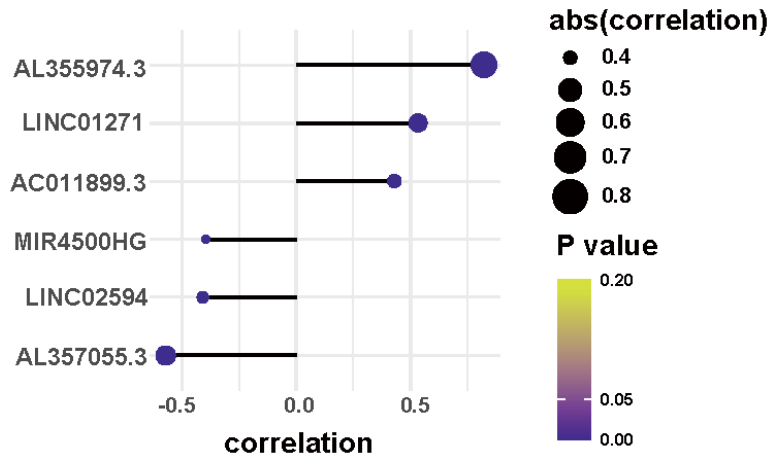 AL355974.3
LINC01271
AC011899.3
MIR4500HG
LINC02594
AL357055.3
-0.5 0.0 0.5
correlation
abs(correlation)
0.4
0.5
0.6
0.7
0.8
P value
0.20
0.05
0.00